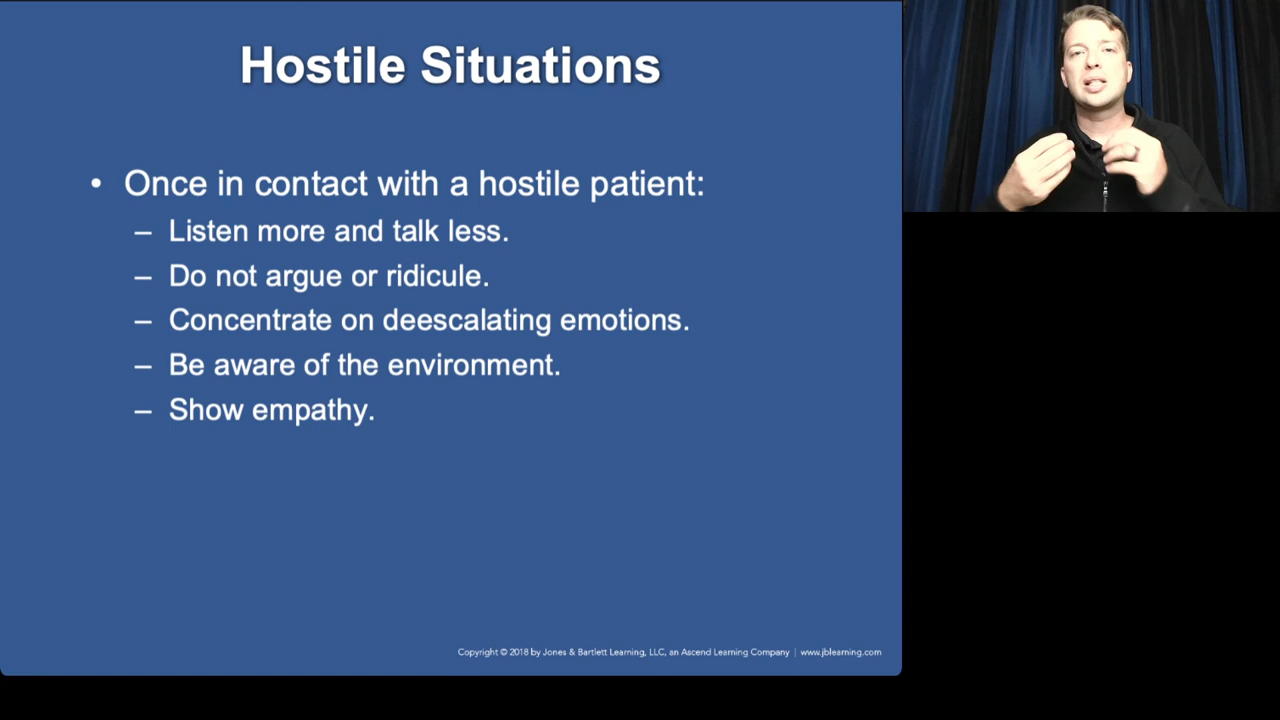 Hostile Situations
• Once in contact with a hostile patient:
– Listen more and talk less.
– Do not argue or ridicule.
– Concentrate on deescalating emotions.
– Be aware of the environment.
– Show empathy.
Copyright © 2018 by Jones & Bartlett Learning, LLC, an Ascend Learning Company | www.jblearning.com